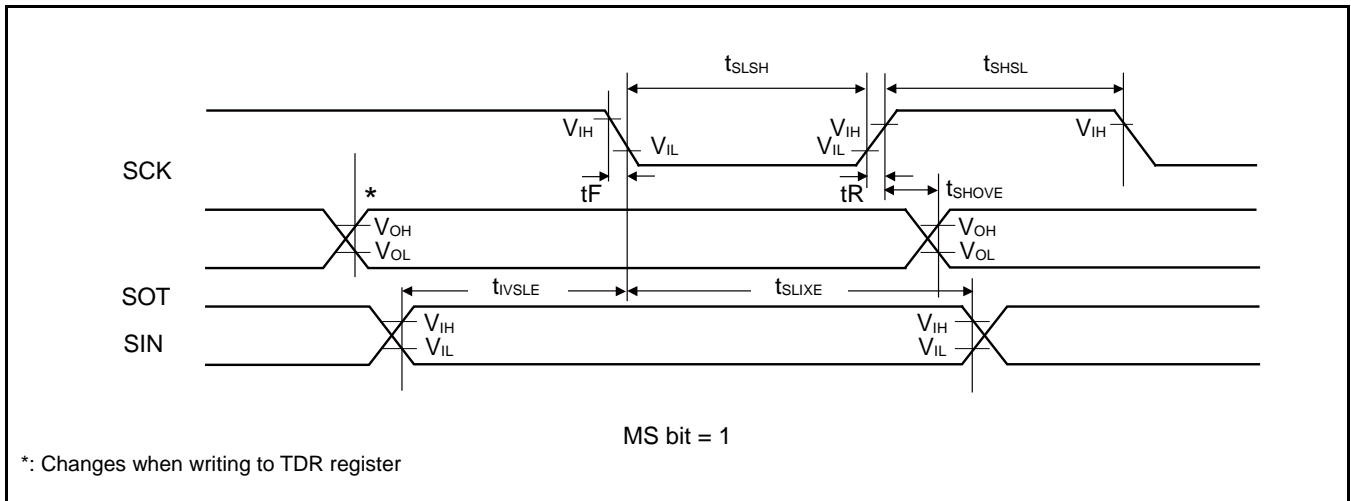 tSLSH
tSHSL
VIH
VIL
VIL
VIH
VIH
SCK
tF
tR
tSHOVE
*
VOH
VOL
VOH
VOL
SOT
tIVSLE
tSLIXE
SIN
VIH
VIL
VIH
VIL
MS bit = 1
*: Changes when writing to TDR register